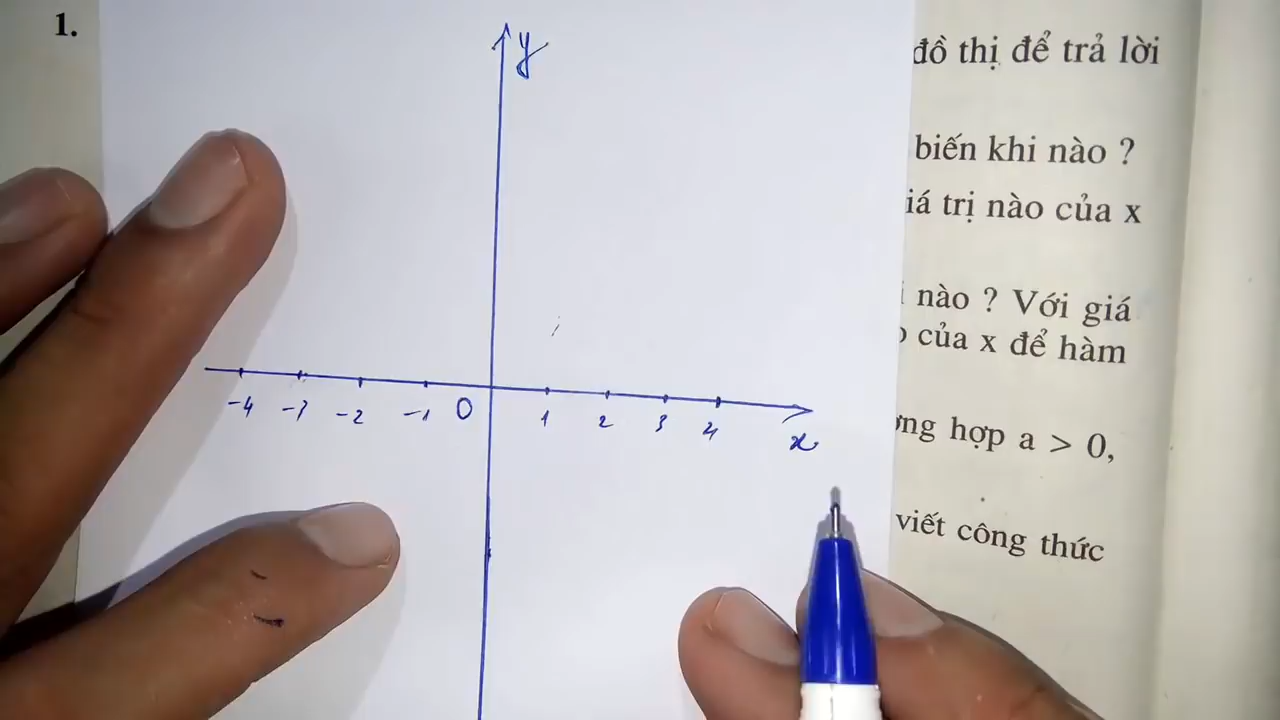 1.
y
đồ thị để trả lời
biến khi nào ?
iá trị nào của x
nào ? Với giá
của x để hàm
-4 -3 -2 -1 0 1 2 3 4
x
ng hợp a > 0,
viết công thức